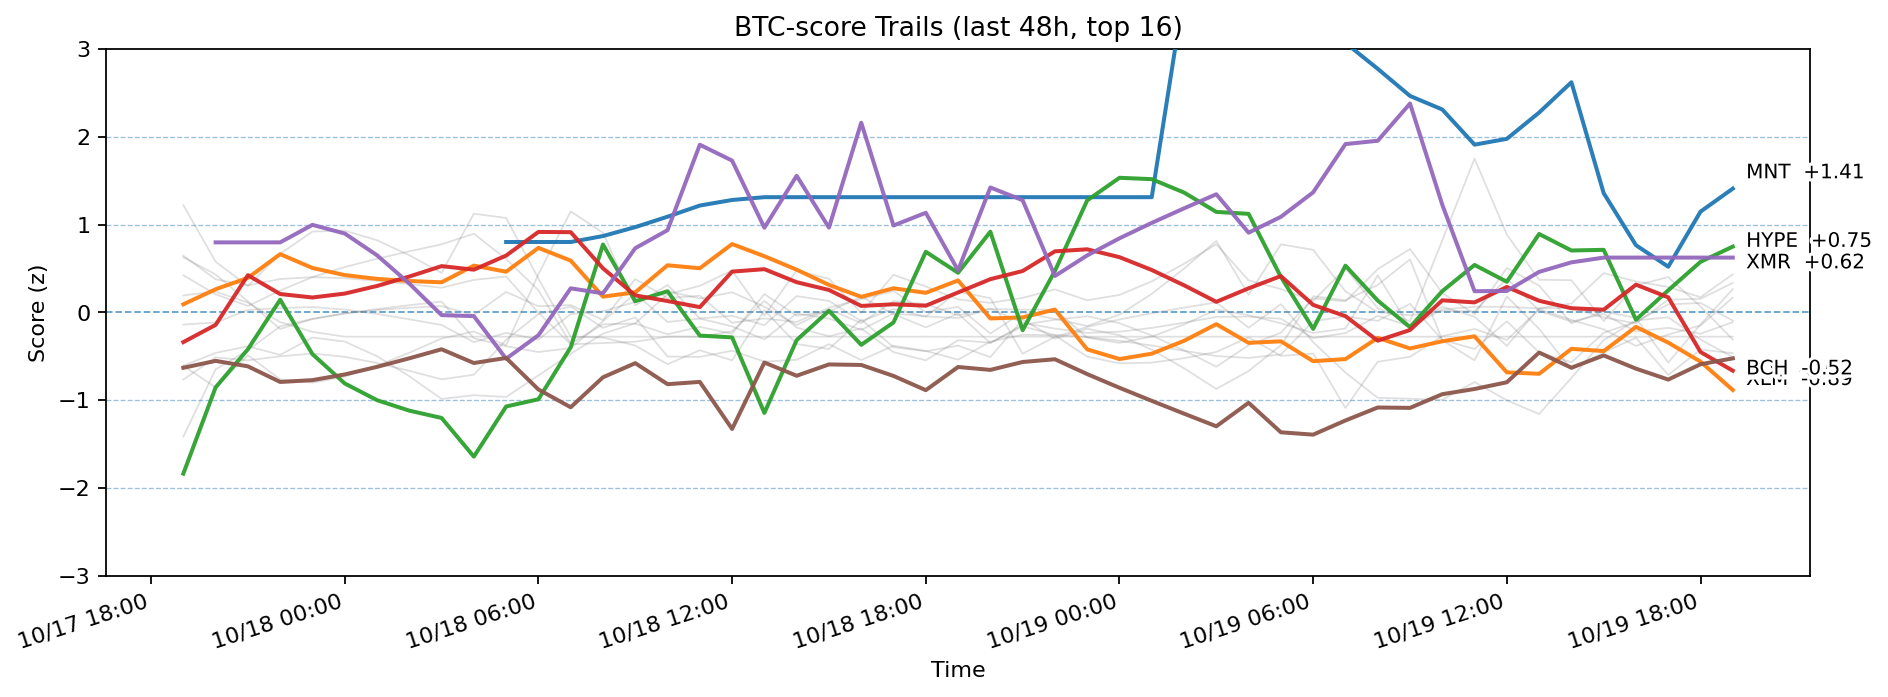 BTC-score Trails (last 48h, top 16)
3
2
1
0
−1
−2
−3
Score (z)
MNT +1.41
HYPE +0.75
XMR +0.62
BCH -0.52
10/17 18:00
10/18 00:00
10/18 06:00
10/18 12:00
10/18 18:00
10/19 00:00
10/19 06:00
10/19 12:00
10/19 18:00
Time